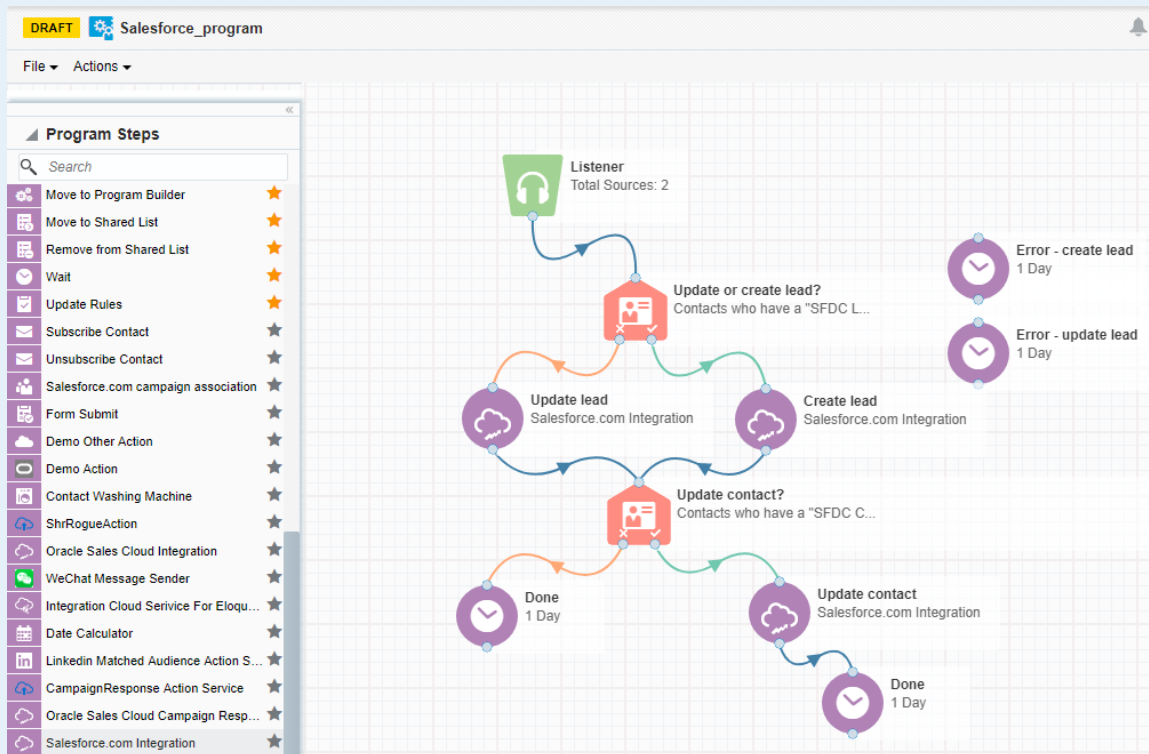 DRAFT Salesforce_program
File Actions
«
Program Steps
Search
Move to Program Builder
Move to Shared List
Remove from Shared List
Wait
Update Rules
Subscribe Contact
Unsubscribe Contact
Salesforce.com campaign association
Form Submit
Demo Other Action
Demo Action
Contact Washing Machine
ShrRogueAction
Oracle Sales Cloud Integration
WeChat Message Sender
Integration Cloud Serivice For Eloqu...
Date Calculator
Linkedin Matched Audience Action S...
CampaignResponse Action Service
Oracle Sales Cloud Campaign Resp...
Salesforce.com Integration
Listener
Total Sources: 2
Error - create lead
1 Day
Update or create lead?
Contacts who have a "SFDC L...
Error - update lead
1 Day
Update lead
Salesforce.com Integration
Create lead
Salesforce.com Integration
Update contact?
Contacts who have a "SFDC C...
Done
1 Day
Update contact
Salesforce.com Integration
Done
1 Day